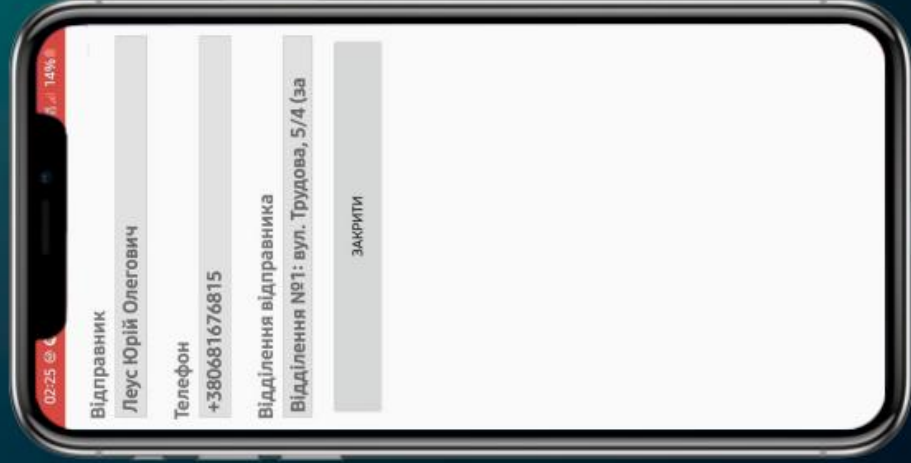 02:25
14%
Відправник
Леус Юрій Олегович
Телефон
+380681676815
Відділення відправника
Відділення №1: вул. Трудова, 5/4 (за
ЗАКРИТИ